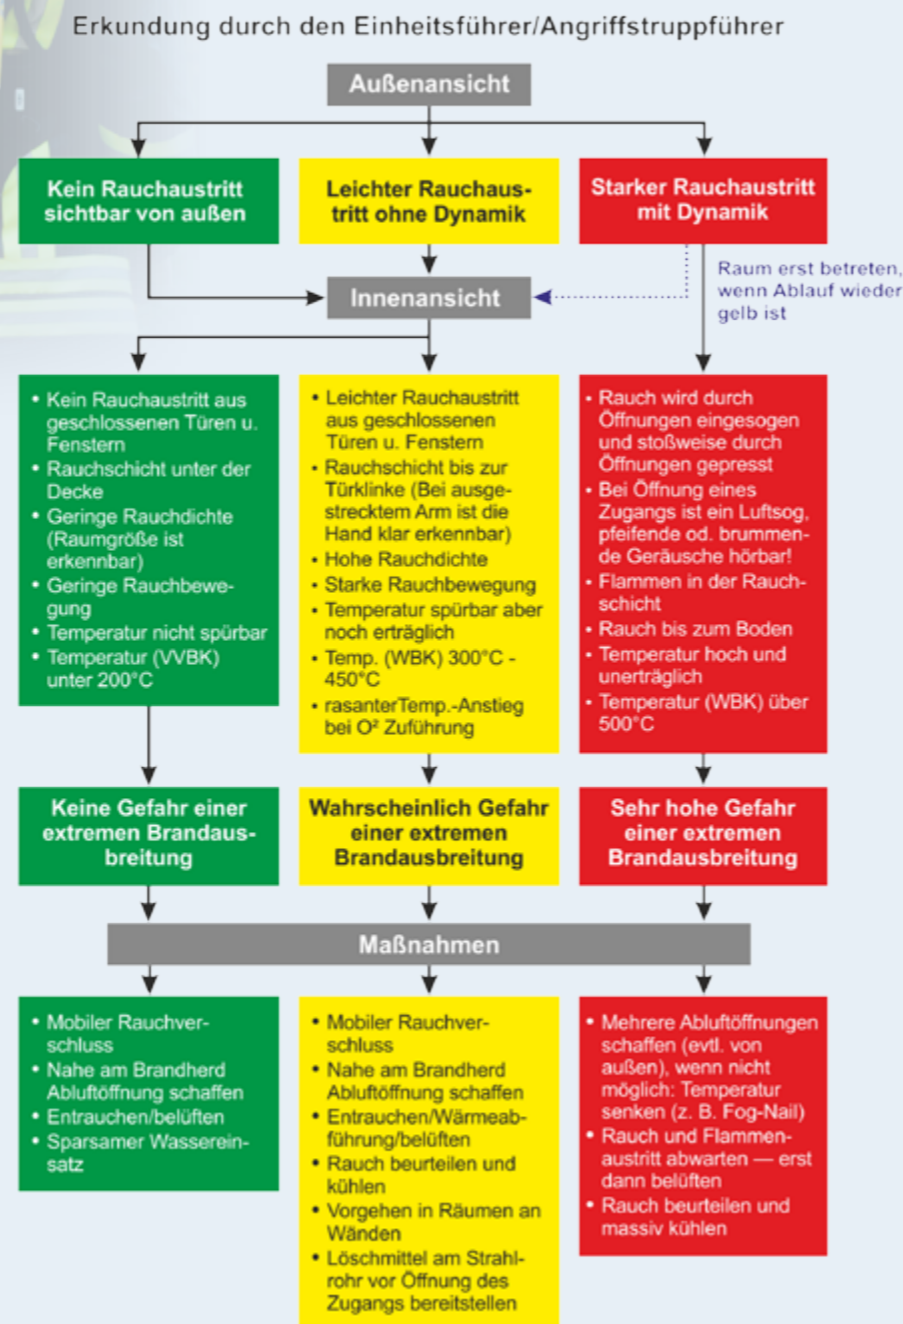 Erkundung durch den Einheitsführer/Angriffstruppführer
Außenansicht
Kein Rauchaustritt
sichtbar von außen
Leichter Rauchaus-
tritt ohne Dynamik
Starker Rauchaustritt
mit Dynamik
Raum erst betreten,
wenn Ablauf wieder
gelb ist
Innenansicht
• Kein Rauchaustritt aus
geschlossenen Türen u.
Fenstern
• Rauchschicht unter der
Decke
• Geringe Rauchdichte
(Raumgröße ist
erkennbar)
• Geringe Rauchbewe-
gung
• Temperatur nicht spürbar
• Temperatur (VVBK)
unter 200°C
• Leichter Rauchaustritt
aus geschlossenen
Türen u. Fenstern
• Rauchschicht bis zur
Türklinke (Bei ausge-
strecktem Arm ist die
Hand klar erkennbar)
• Hohe Rauchdichte
• Starke Rauchbewegung
• Temperatur spürbar aber
noch erträglich
• Temp. (WBK) 300°C -
450°C
• rasanterTemp.-Anstieg
bei O² Zuführung
• Rauch wird durch
Öffnungen eingesogen
und stoßweise durch
Öffnungen gepresst
• Bei Öffnung eines
Zugangs ist ein Luftsog,
pfeifende od. brummen-
de Geräusche hörbar!
• Flammen in der Rauch-
schicht
• Rauch bis zum Boden
• Temperatur hoch und
unerträglich
• Temperatur (WBK) über
500°C
Keine Gefahr einer
extremen Brandaus-
breitung
Wahrscheinlich Gefahr
einer extremen
Brandausbreitung
Sehr hohe Gefahr
einer extremen
Brandausbreitung
Maßnahmen
• Mobiler Rauchver-
schluss
• Nahe am Brandherd
Abluftöffnung schaffen
• Entrauchen/belüften
• Sparsamer Wasserein-
satz
• Mobiler Rauchver-
schluss
• Nahe am Brandherd
Abluftöffnung schaffen
• Entrauchen/Wärmeab-
führung/belüften
• Rauch beurteilen und
kühlen
• Vorgehen in Räumen an
Wänden
• Löschmittel am Strahl-
rohr vor Öffnung des
Zugangs bereitstellen
• Mehrere Abluftöffnungen
schaffen (evtl. von
außen), wenn nicht
möglich: Temperatur
senken (z. B. Fog-Nail)
• Rauch und Flammen-
austritt abwarten — erst
dann belüften
• Rauch beurteilen und
massiv kühlen